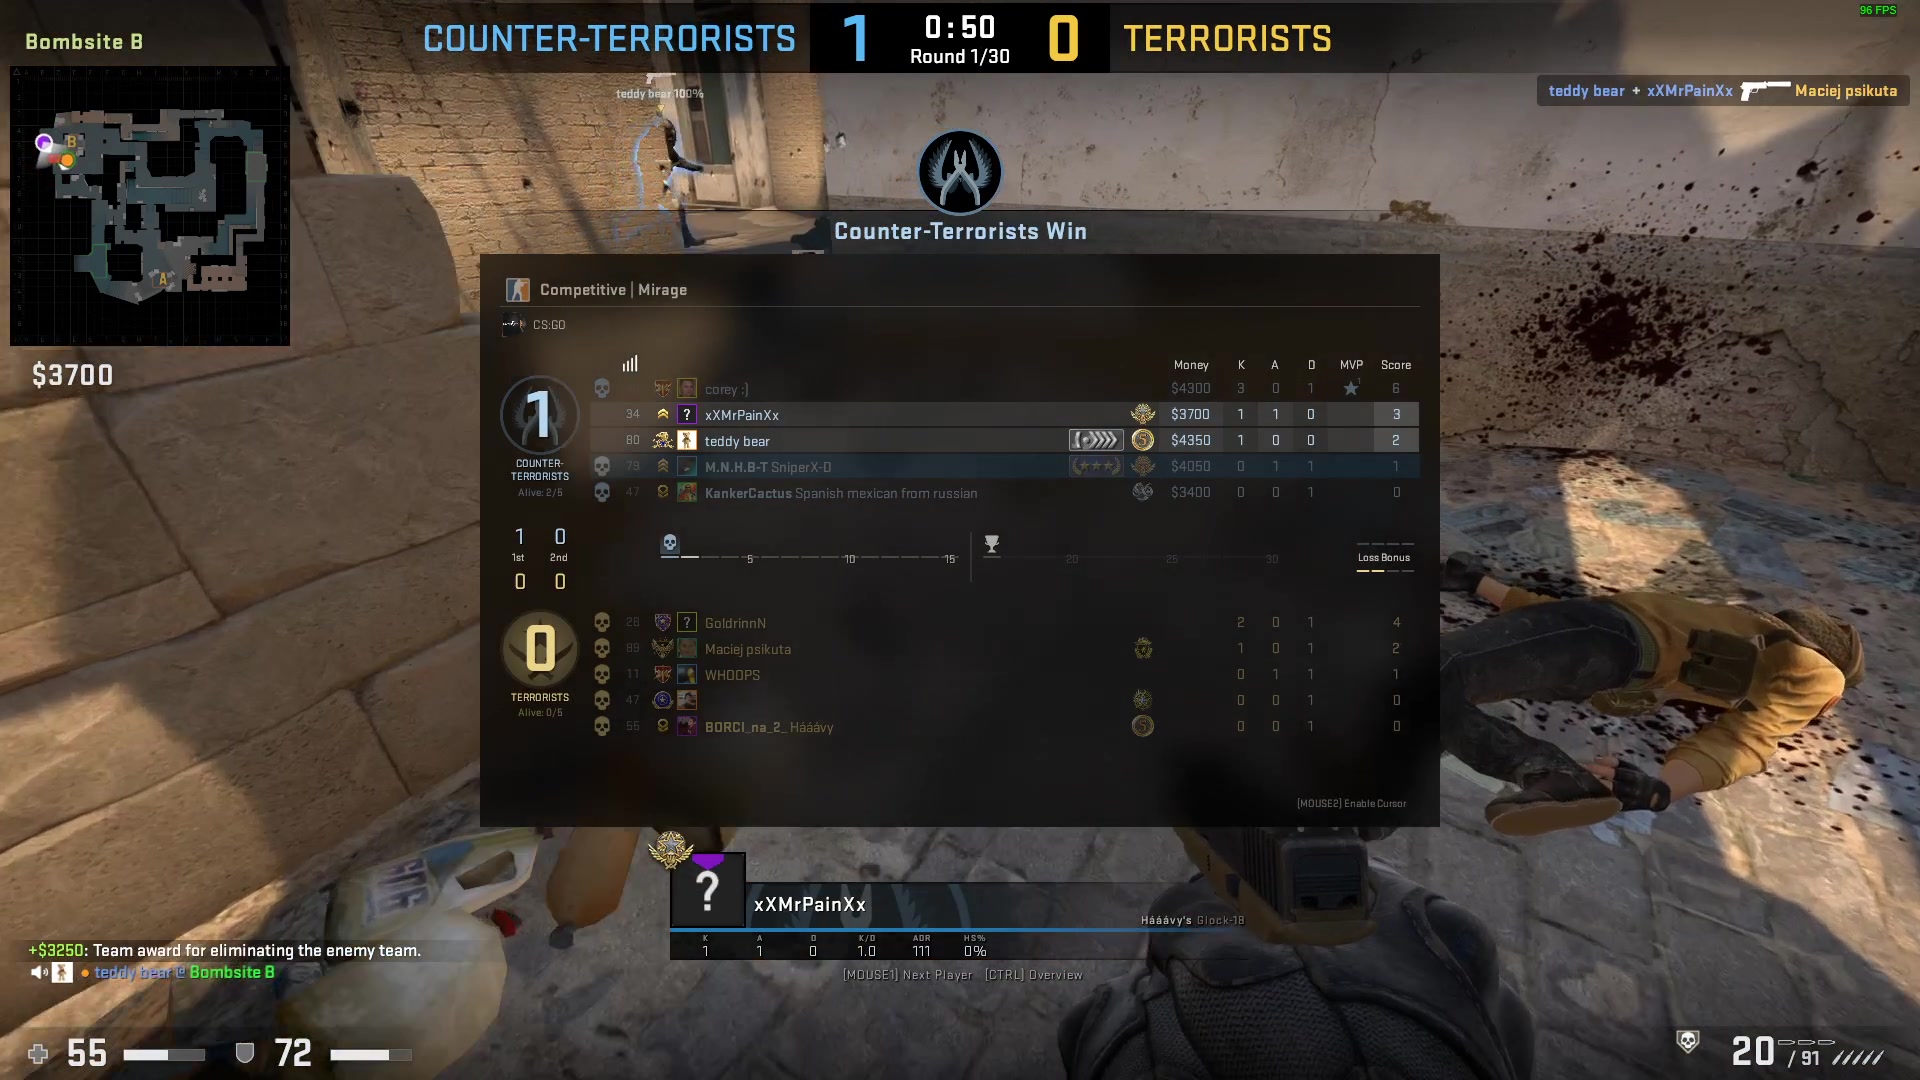 96 FPS
Bombsite B
COUNTER-TERRORISTS 1 0:50 0 TERRORISTS
Round 1/30
teddy bear 100%
teddy bear + xXMrPainXx Maciej psikuta
B
A
Counter-Terrorists Win
$3700
Competitive | Mirage
CS:GO
Money K A D MVP Score
corey :) $4300 3 0 1 1 6
34 ? xXMrPainXx $3700 1 1 0 3
80 teddy bear 5 $4350 1 0 0 2
79 M.N.H.B-T SniperX-D $4050 0 1 1 1
47 KankerCactus Spanish mexican from russian $3400 0 0 1 0
1
COUNTER-
TERRORISTS
Alive: 2/5
1 0
1st 2nd
0 0
5 10 15 20 25 30
Loss Bonus
0
TERRORISTS
Alive: 0/5
28 ? GoldrinnN 2 0 1 4
89 Maciej psikuta 1 0 1 2
11 WHOOPS 0 1 1 1
47 0 0 1 0
55 BORCI_na_2_ Hááávy 5 0 0 1 0
[MOUSE2] Enable Cursor
? xXMrPainXx
Hááávy's Glock-18
K A D K/D ADR HS%
1 1 0 1.0 111 0%
[MOUSE1] Next Player [CTRL] Overview
+$3250: Team award for eliminating the enemy team.
teddy bear @ Bombsite B
55 72
20 / 91